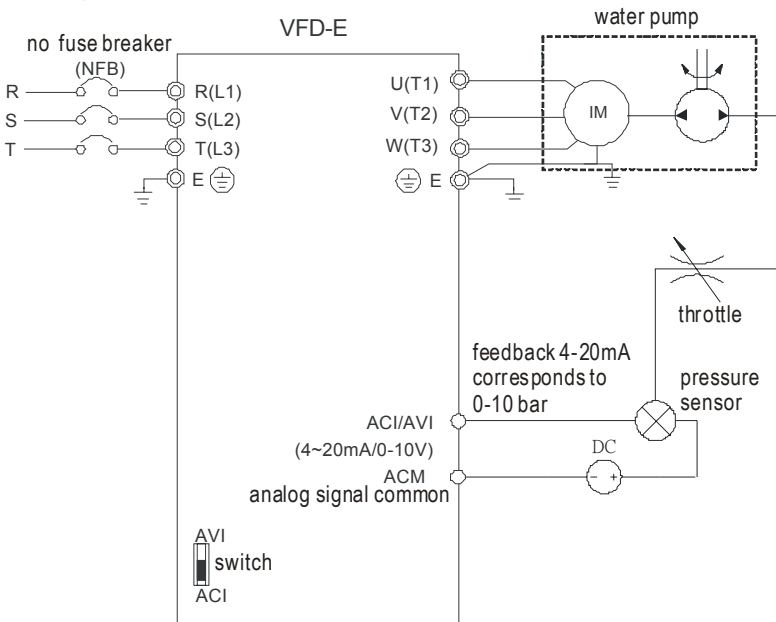 water pump
no fuse breaker
(NFB)
VFD-E
R
R(L1)
U(T1)
S
S(L2)
V(T2)
IM
T
T(L3)
W(T3)
E
E
throttle
feedback 4-20mA
corresponds to
0-10 bar
pressure
sensor
ACI/AVI
(4~20mA/0-10V)
DC
ACM
- +
analog signal common
AVI
switch
ACI